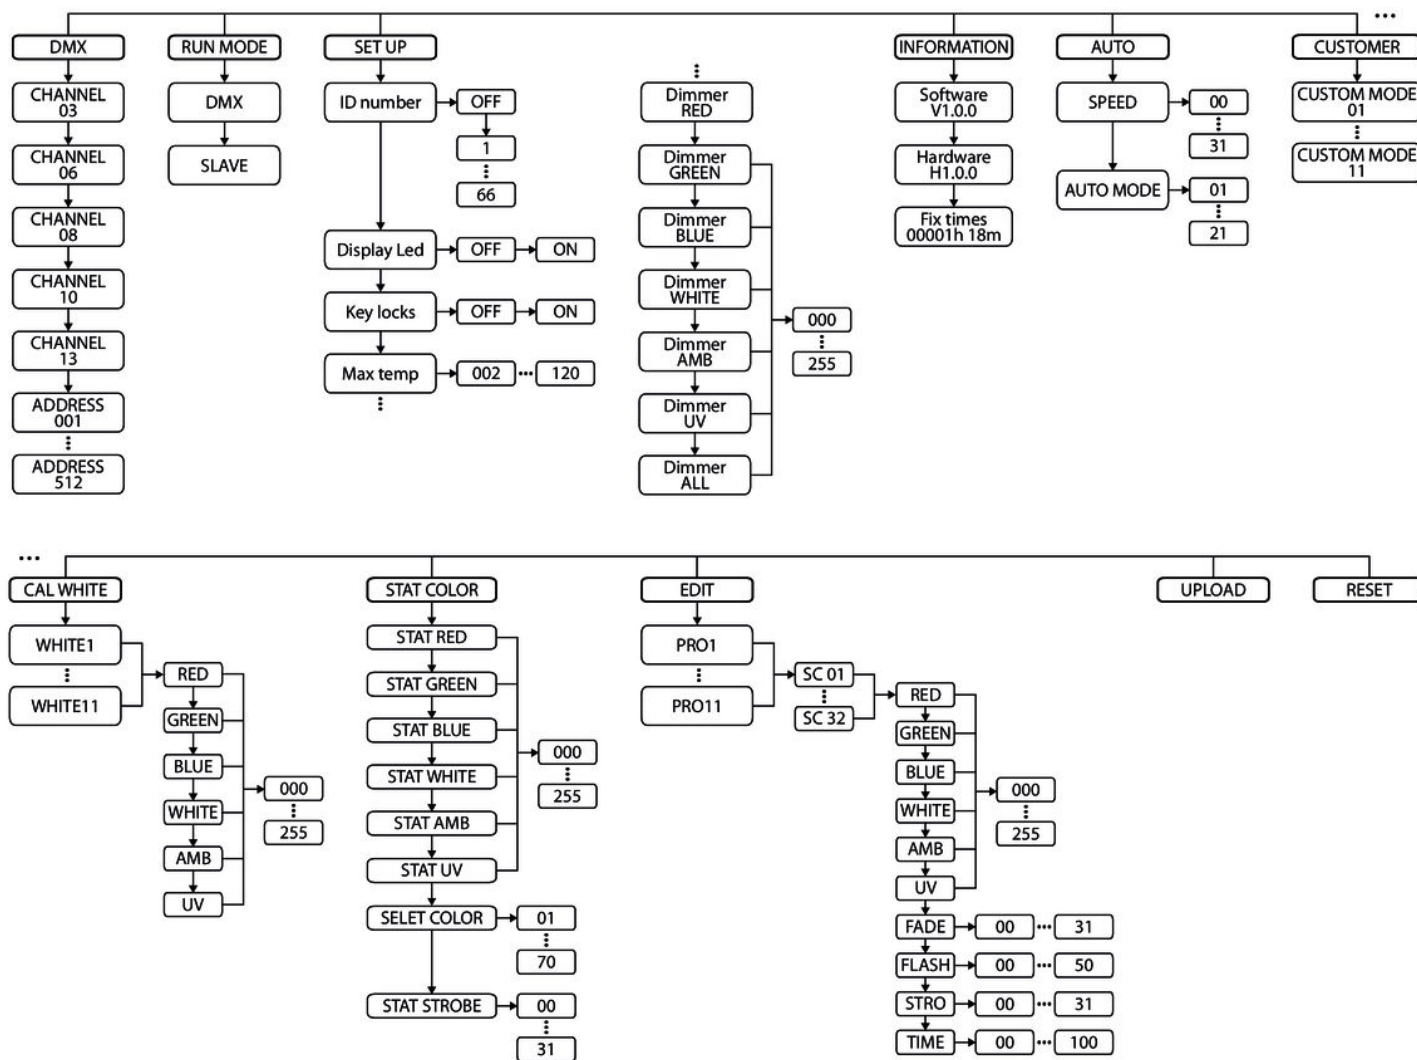 ...
DMX
RUN MODE
SET UP
INFORMATION
AUTO
CUSTOMER
CHANNEL
03
CHANNEL
06
CHANNEL
08
CHANNEL
10
CHANNEL
13
ADDRESS
001
ADDRESS
512
DMX
SLAVE
ID number
OFF
1
66
Display Led
OFF
ON
Key locks
OFF
ON
Max temp
002
120
Dimmer
RED
Dimmer
GREEN
Dimmer
BLUE
Dimmer
WHITE
Dimmer
AMB
Dimmer
UV
Dimmer
ALL
000
255
Software
V1.0.0
Hardware
H1.0.0
Fix times
00001h 18m
SPEED
00
31
AUTO MODE
01
21
CUSTOM MODE
01
CUSTOM MODE
11
...
CAL WHITE
STAT COLOR
EDIT
UPLOAD
RESET
WHITE1
WHITE11
RED
GREEN
BLUE
WHITE
AMB
UV
000
255
STAT RED
STAT GREEN
STAT BLUE
STAT WHITE
STAT AMB
STAT UV
000
255
SELET COLOR
01
70
STAT STROBE
00
31
PRO1
PRO11
SC 01
SC 32
RED
GREEN
BLUE
WHITE
AMB
UV
000
255
FADE
00
31
FLASH
00
50
STRO
00
31
TIME
00
100